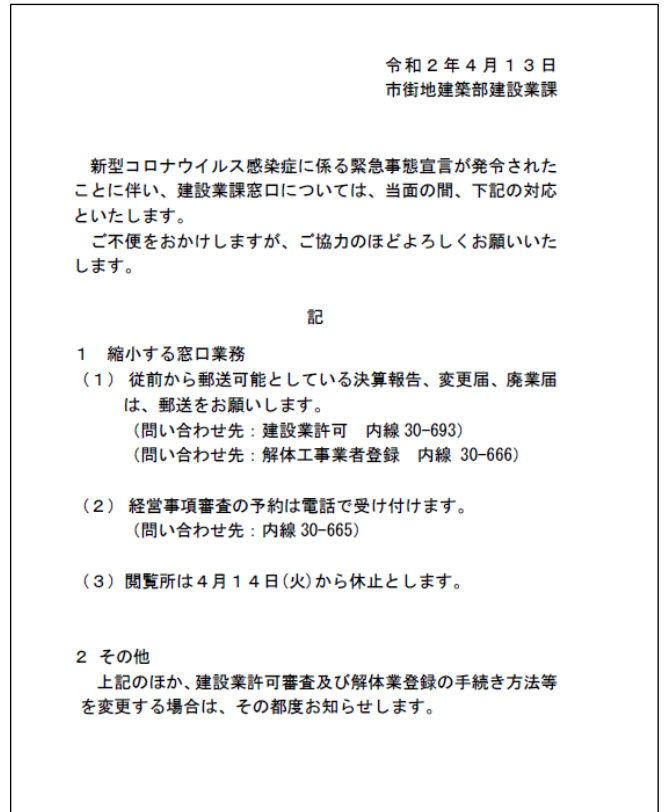 令和２年４月１３日
市街地建築部建設業課
新型コロナウイルス感染症に係る緊急事態宣言が発令された
ことに伴い、建設業課窓口については、当面の間、下記の対応
といたします。
ご不便をおかけしますが、ご協力のほどよろしくお願いいた
します。
記
１　縮小する窓口業務
（１）従前から郵送可能としている決算報告、変更届、廃業届
は、郵送をお願いします。
（問い合わせ先：建設業許可　内線 30-693）
（問い合わせ先：解体工事業者登録　内線 30-666）
（２）経営事項審査の予約は電話で受け付けます。
（問い合わせ先：内線 30-665）
（３）閲覧所は４月１４日(火)から休止とします。
２ その他
上記のほか、建設業許可審査及び解体業登録の手続き方法等
を変更する場合は、その都度お知らせします。